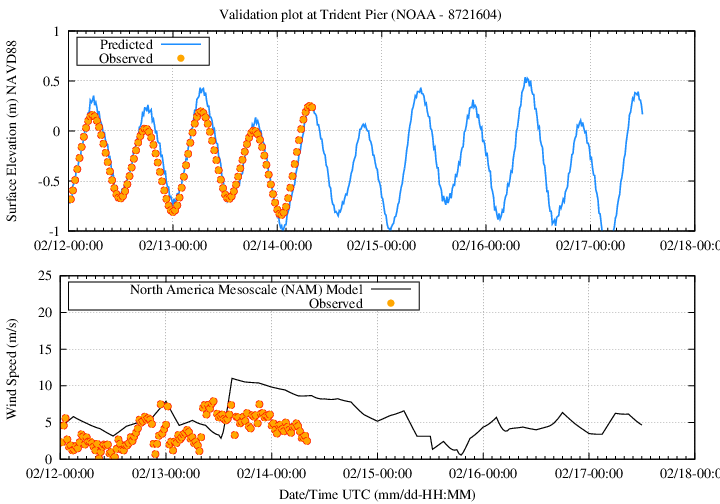 Validation plot at Trident Pier (NOAA - 8721604)
Predicted
Observed
Surface Elevation (m) NAVD88
1
0.5
0
-0.5
-1
02/12-00:00 02/13-00:00 02/14-00:00 02/15-00:00 02/16-00:00 02/17-00:00 02/18-0
North America Mesoscale (NAM) Model
Observed
Wind Speed (m/s)
25
20
15
10
5
0
02/12-00:00 02/13-00:00 02/14-00:00 02/15-00:00 02/16-00:00 02/17-00:00 02/18-0
Date/Time UTC (mm/dd-HH:MM)